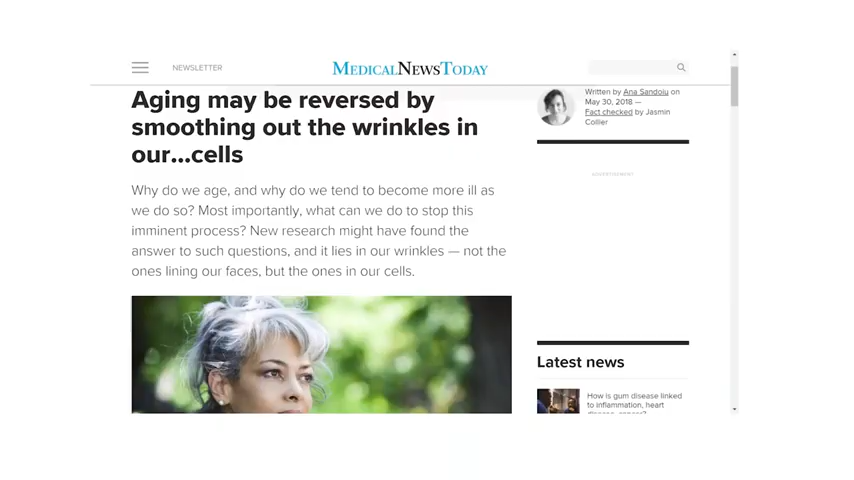 NEWSLETTER
MEDICALNEWSTODAY
Aging may be reversed by
smoothing out the wrinkles in
our...cells
Why do we age, and why do we tend to become more ill as
we do so? Most importantly, what can we do to stop this
imminent process? New research might have found the
answer to such questions, and it lies in our wrinkles — not the
ones lining our faces, but the ones in our cells.
Written by Ana Sandoiu on
May 30, 2018 —
Fact checked by Jasmin
Collier
ADVERTISEMENT
Latest news
How is gum disease linked
to inflammation, heart
disease, cancer?